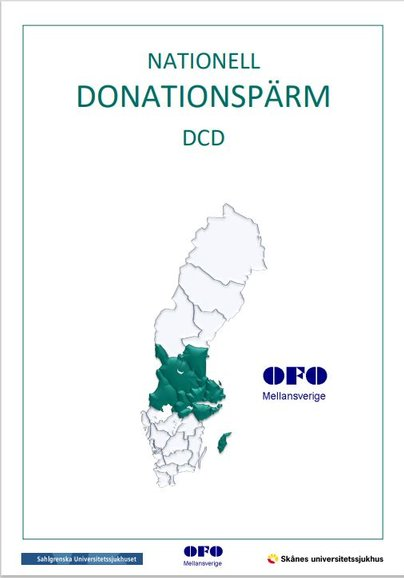 NATIONELL
DONATIONSPÄRM
DCD
OFO
Mellansverige
Sahlgrenska Universitetssjukhuset
OFO
Mellansverige
Skånes universitetssjukhus